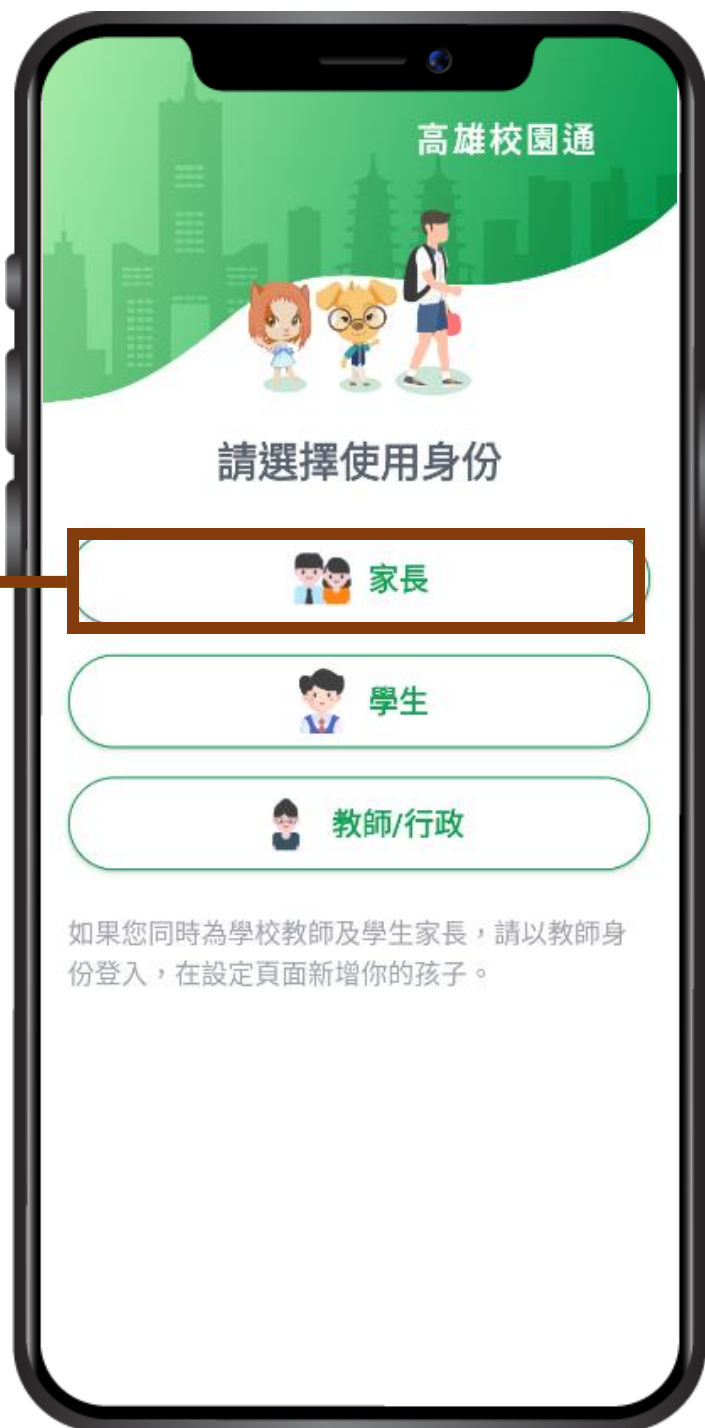 高雄校園通
請選擇使用身份
家長
學生
教師/行政
如果您同時為學校教師及學生家長，請以教師身
份登入，在設定頁面新增你的孩子。